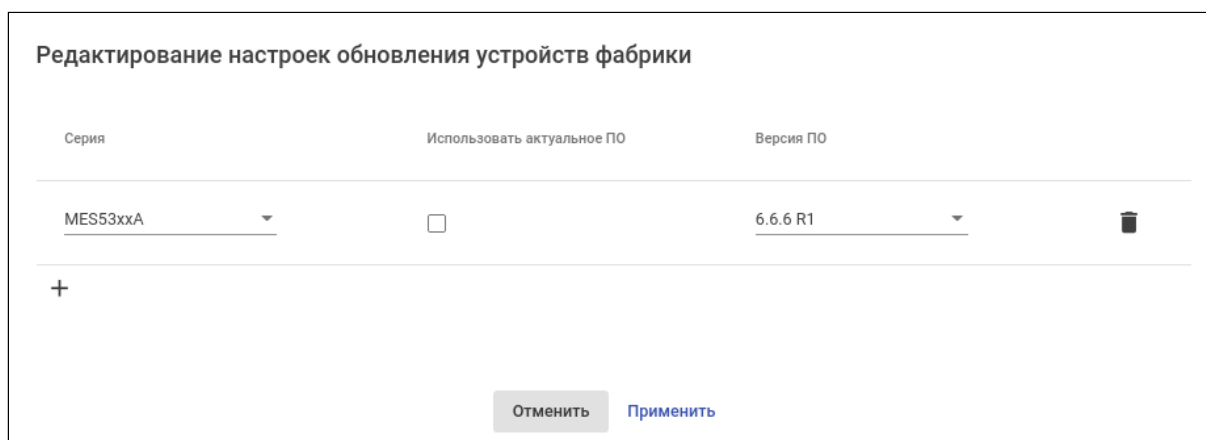 Редактирование настроек обновления устройств фабрики
Серия Использовать актуальное ПО Версия ПО
MES53xxA 6.6.6 R1
+
Отменить Применить